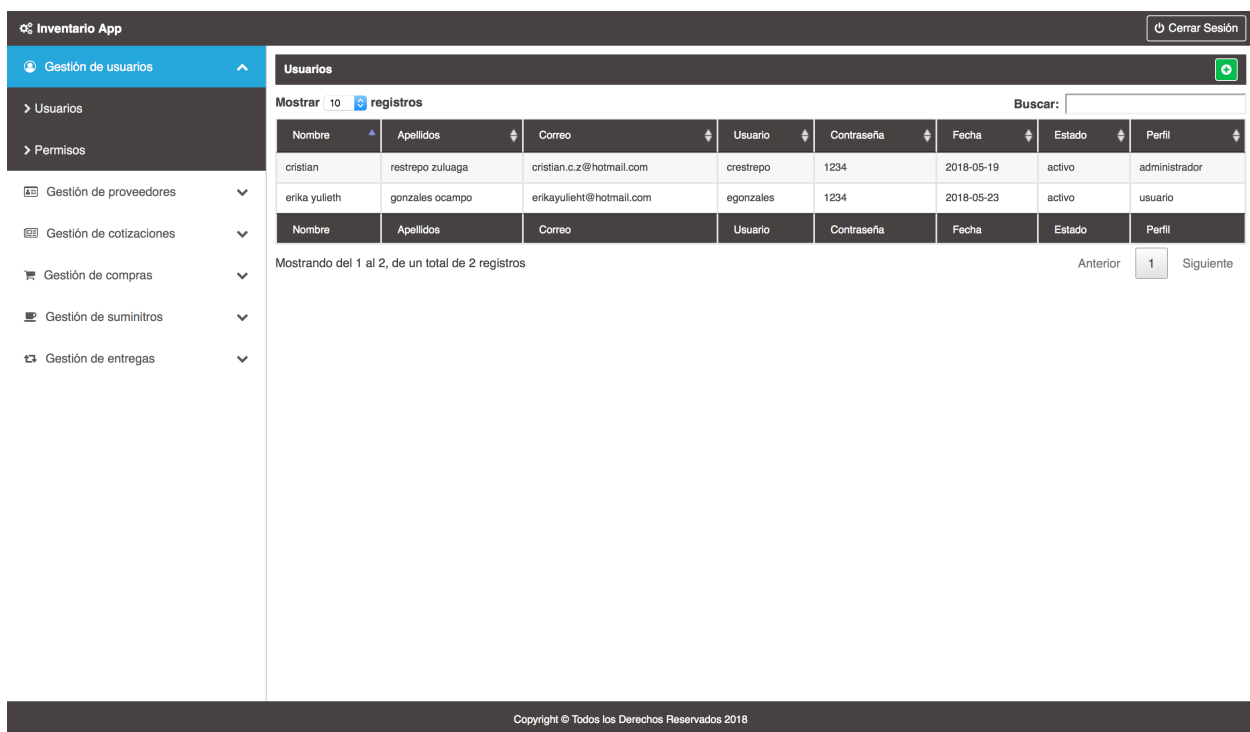 Inventario App
Cerrar Sesión
Gestión de usuarios
Usuarios
Permisos
Gestión de proveedores
Gestión de cotizaciones
Gestión de compras
Gestión de suminitros
Gestión de entregas
Usuarios
Mostrar 10 registros
Buscar:
Nombre Apellidos Correo Usuario Contraseña Fecha Estado Perfil
cristian restrepo zuluaga cristian.c.z@hotmail.com crestrepo 1234 2018-05-19 activo administrador
erika yulieth gonzales ocampo erikayulieht@hotmail.com egonzales 1234 2018-05-23 activo usuario
Nombre Apellidos Correo Usuario Contraseña Fecha Estado Perfil
Mostrando del 1 al 2, de un total de 2 registros
Anterior 1 Siguiente
Copyright © Todos los Derechos Reservados 2018